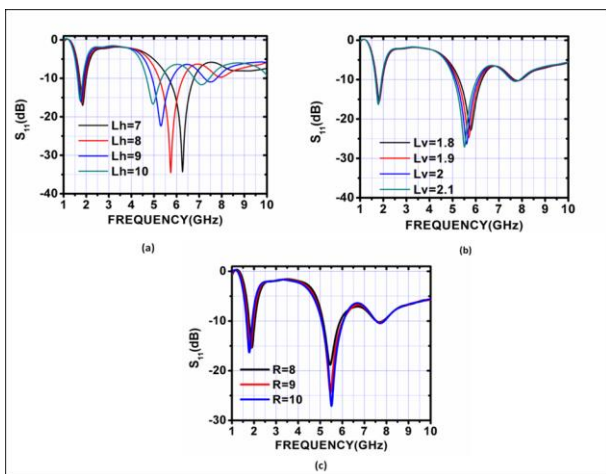 0
-10
-20
-30
-40
S11(dB)
Lh=7
Lh=8
Lh=9
Lh=10
1 2 3 4 5 6 7 8 9 10
FREQUENCY(GHz)
(a)
0
-10
-20
-30
-40
S11(dB)
Lv=1.8
Lv=1.9
Lv=2
Lv=2.1
1 2 3 4 5 6 7 8 9 10
FREQUENCY(GHz)
(b)
0
-10
-20
-30
S11(dB)
R=8
R=9
R=10
1 2 3 4 5 6 7 8 9 10
FREQUENCY(GHz)
(c)